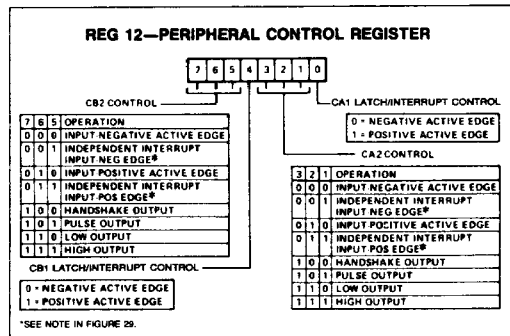 REG 12—PERIPHERAL CONTROL REGISTER
7 6 5 4 3 2 1 0
CB2 CONTROL
7 6 5 OPERATION
0 0 0 INPUT-NEGATIVE ACTIVE EDGE
0 0 1 INDEPENDENT INTERRUPT
INPUT-NEG EDGE*
0 1 0 INPUT-POSITIVE ACTIVE EDGE
0 1 1 INDEPENDENT INTERRUPT
INPUT-POS EDGE*
1 0 0 HANDSHAKE OUTPUT
1 0 1 PULSE OUTPUT
1 1 0 LOW OUTPUT
1 1 1 HIGH OUTPUT
CB1 LATCH/INTERRUPT CONTROL
0 = NEGATIVE ACTIVE EDGE
1 = POSITIVE ACTIVE EDGE
CA1 LATCH/INTERRUPT CONTROL
0 = NEGATIVE ACTIVE EDGE
1 = POSITIVE ACTIVE EDGE
CA2 CONTROL
3 2 1 OPERATION
0 0 0 INPUT-NEGATIVE ACTIVE EDGE
0 0 1 INDEPENDENT INTERRUPT
INPUT-NEG EDGE*
0 1 0 INPUT-POSITIVE ACTIVE EDGE
0 1 1 INDEPENDENT INTERRUPT
INPUT-POS EDGE*
1 0 0 HANDSHAKE OUTPUT
1 0 1 PULSE OUTPUT
1 1 0 LOW OUTPUT
1 1 1 HIGH OUTPUT
*SEE NOTE IN FIGURE 29.